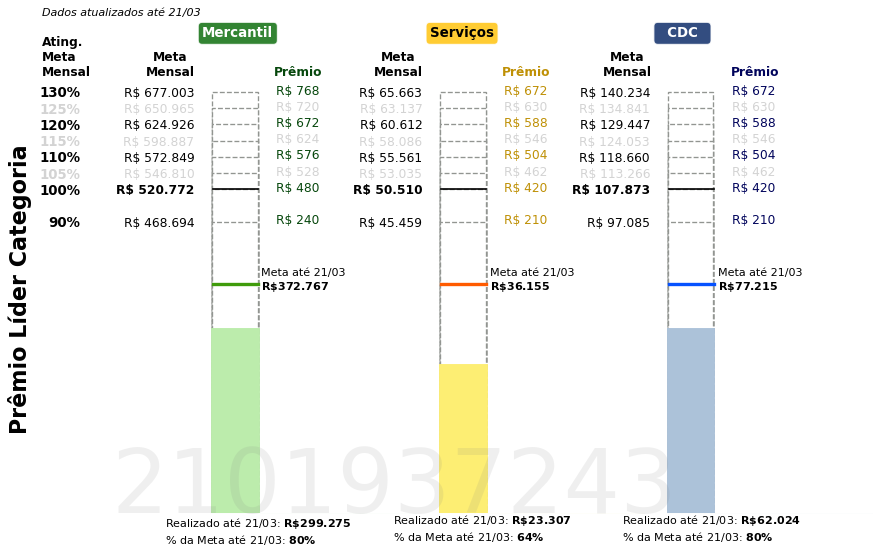 Dados atualizados até 21/03
Mercantil Serviços CDC
Ating. Meta Mensal Meta Mensal Prêmio Meta Mensal Prêmio Meta Mensal Prêmio
130% R$ 677.003 R$ 768 R$ 65.663 R$ 672 R$ 140.234 R$ 672
125% R$ 650.965 R$ 720 R$ 63.137 R$ 630 R$ 134.841 R$ 630
120% R$ 624.926 R$ 672 R$ 60.612 R$ 588 R$ 129.447 R$ 588
115% R$ 598.887 R$ 624 R$ 58.086 R$ 546 R$ 124.053 R$ 546
110% R$ 572.849 R$ 576 R$ 55.561 R$ 504 R$ 118.660 R$ 504
105% R$ 546.810 R$ 528 R$ 53.035 R$ 462 R$ 113.266 R$ 462
100% R$ 520.772 R$ 480 R$ 50.510 R$ 420 R$ 107.873 R$ 420
90% R$ 468.694 R$ 240 R$ 45.459 R$ 210 R$ 97.085 R$ 210
Prêmio Líder Categoria
Meta até 21/03 Meta até 21/03 Meta até 21/03
R$372.767 R$36.155 R$77.215
2101937243
Realizado até 21/03: R$299.275 Realizado até 21/03: R$23.307 Realizado até 21/03: R$62.024
% da Meta até 21/03: 80% % da Meta até 21/03: 64% % da Meta até 21/03: 80%